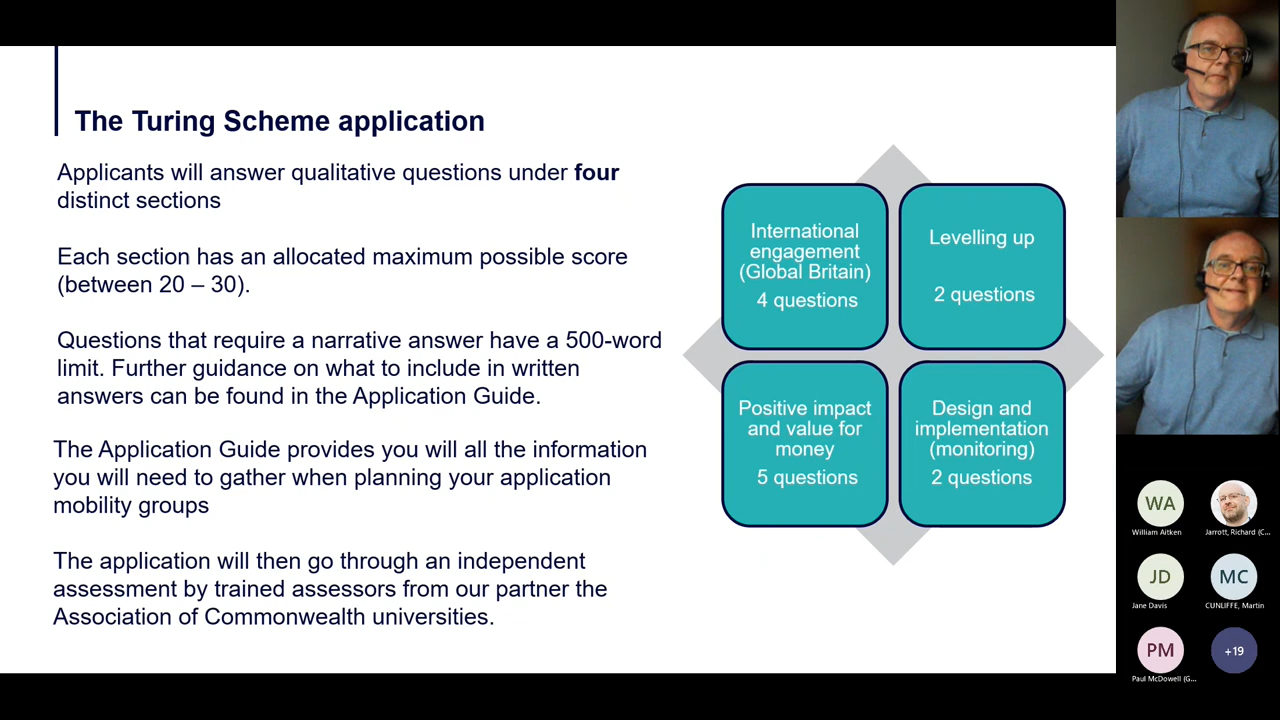 The Turing Scheme application
Applicants will answer qualitative questions under four
distinct sections
Each section has an allocated maximum possible score
(between 20 – 30).
Questions that require a narrative answer have a 500-word
limit. Further guidance on what to include in written
answers can be found in the Application Guide.
The Application Guide provides you will all the information
you will need to gather when planning your application
mobility groups
The application will then go through an independent
assessment by trained assessors from our partner the
Association of Commonwealth universities.
International
engagement
(Global Britain)
4 questions
Levelling up
2 questions
Positive impact
and value for
money
5 questions
Design and
implementation
(monitoring)
2 questions
WA
William Aitken
Jarrott, Richard (C...
JD
Jane Davis
MC
CUNLIFFE, Martin
PM
Paul McDowell (G...
+19